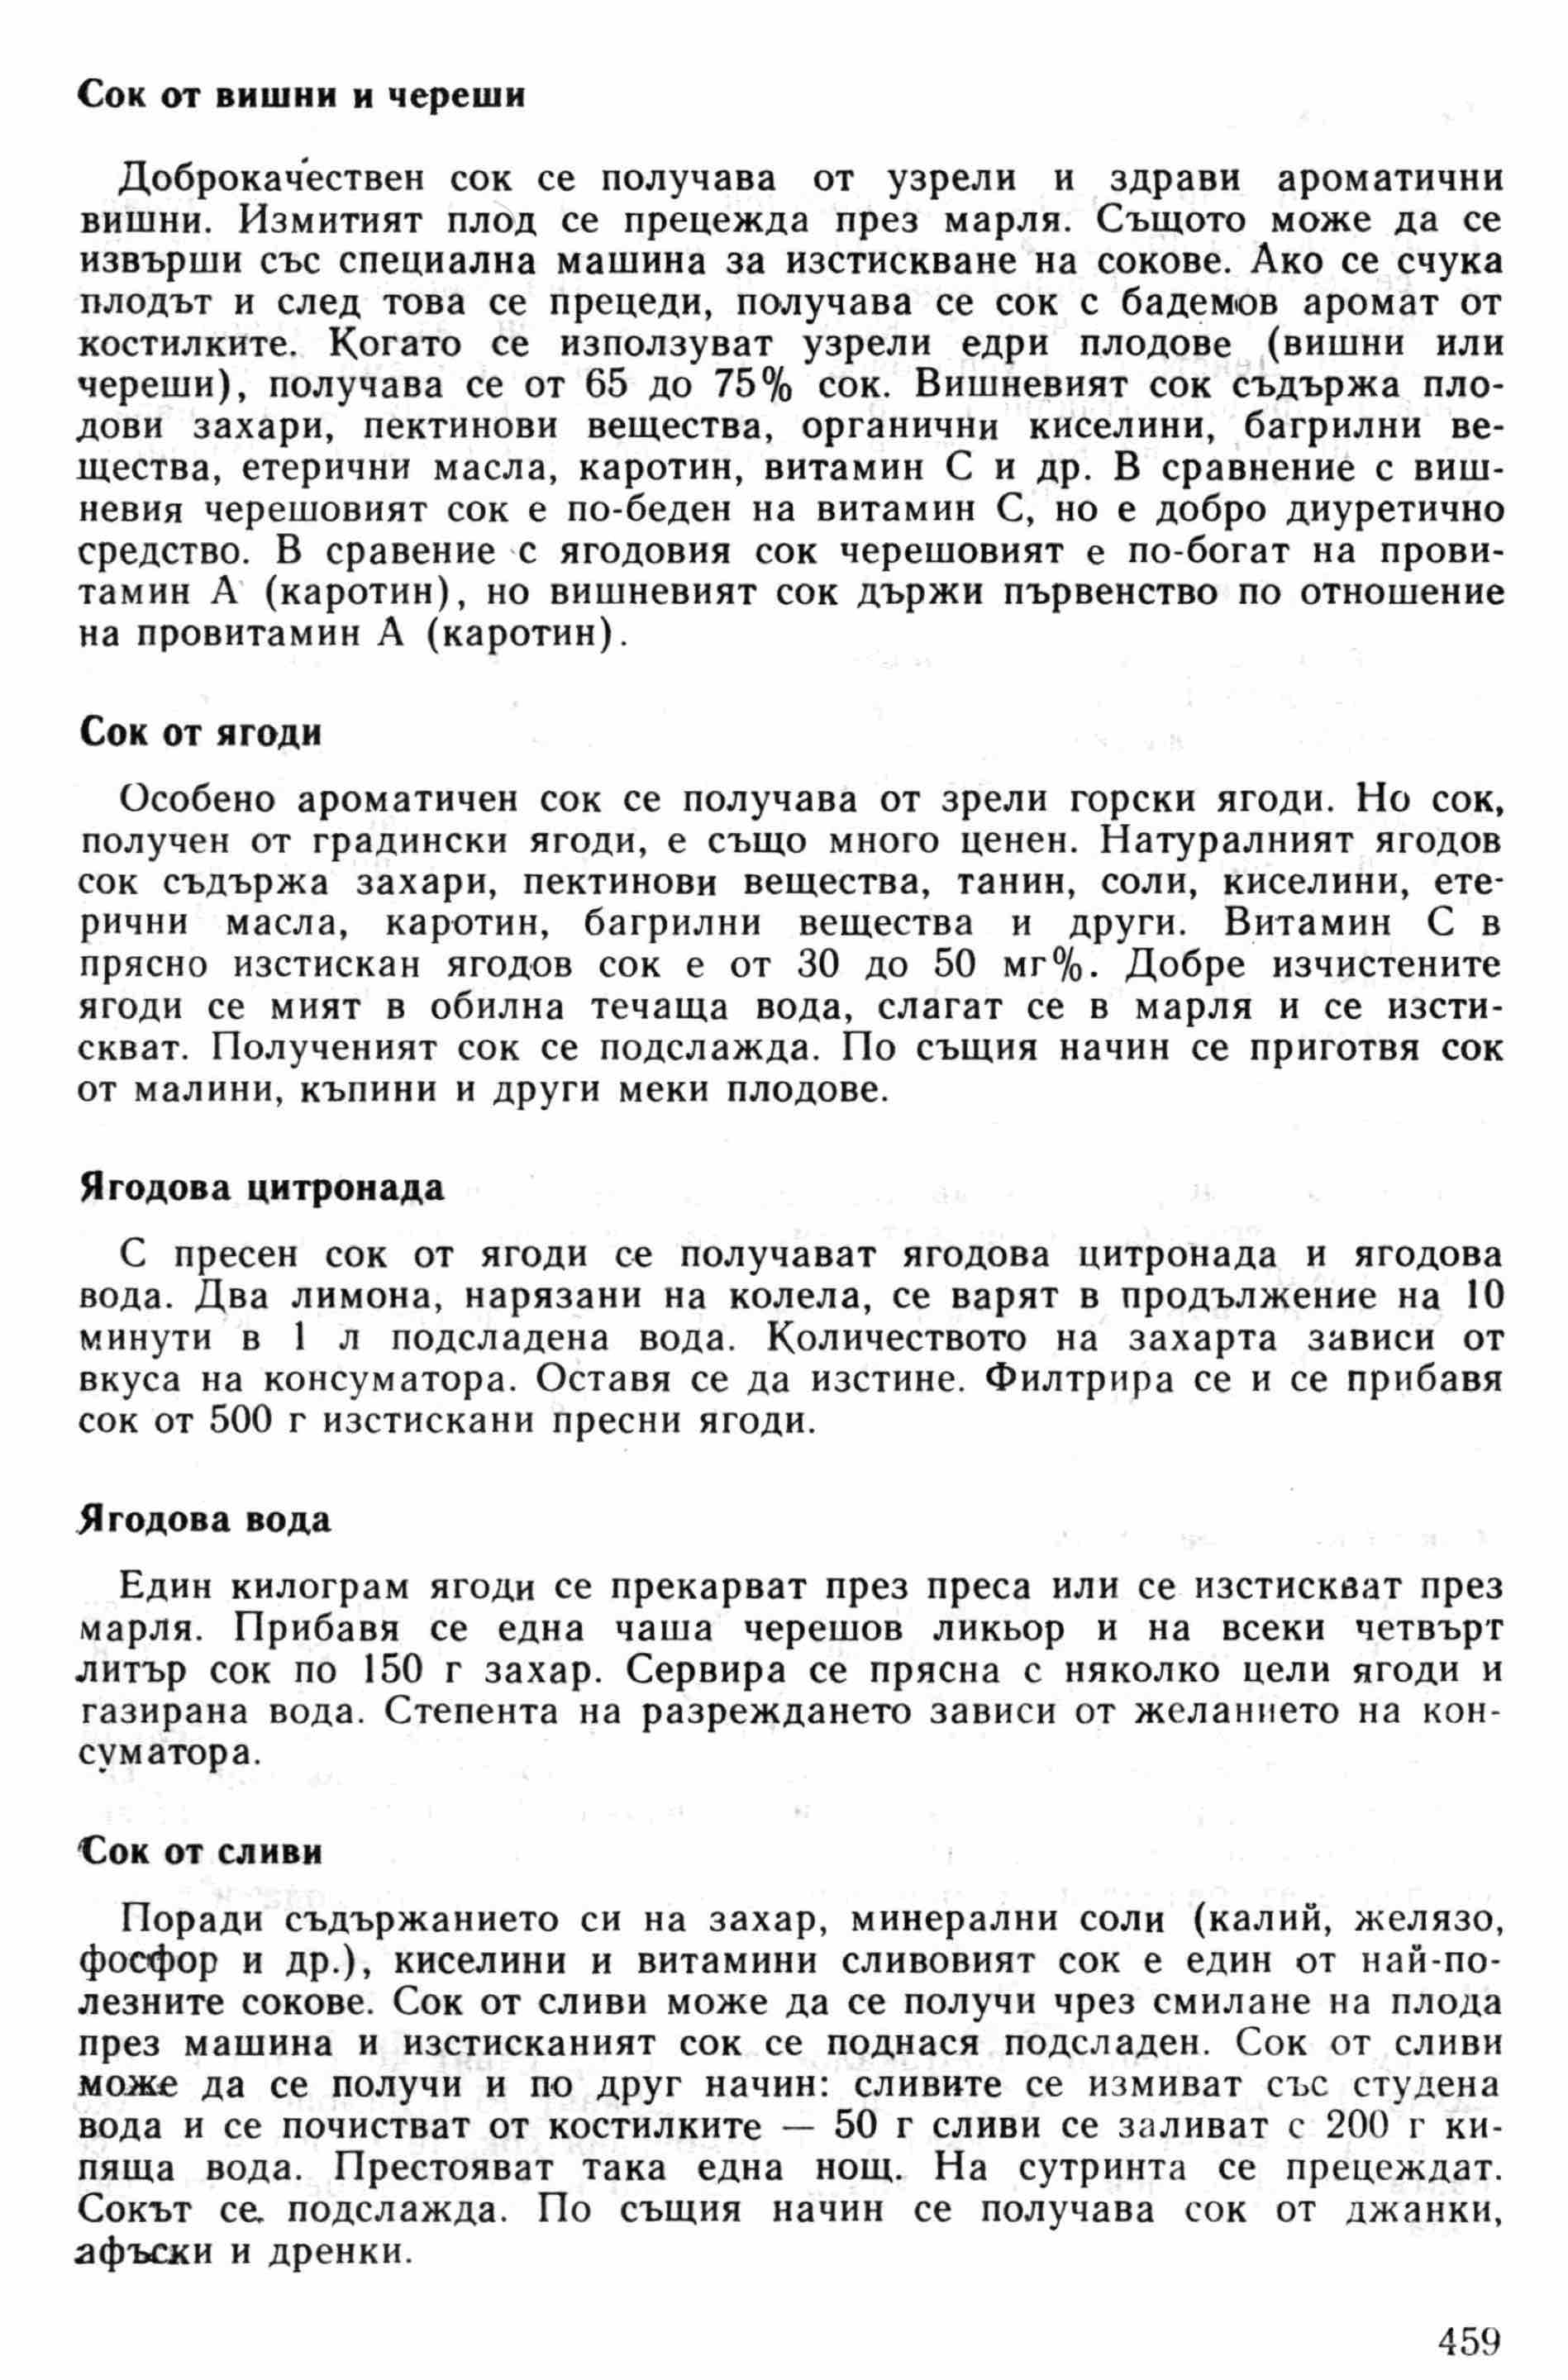 Сок от вишни и череши
Доброкачествен сок се получава от узрели и здрави ароматични
вишни. Измитият плод се прецежда през марля. Същото може да се
извърши със специална машина за изстискване на сокове. Ако се счука
плодът и след това се прецеди, получава се сок с бадемов аромат от
костилките. Когато се използуват узрели едри плодове (вишни или
череши), получава се от 65 до 75% сок. Вишневият сок съдържа пло-
дови захари, пектинови вещества, органични киселини, багрилни ве-
щества, етерични масла, каротин, витамин С и др. В сравнение с виш-
невия черешовият сок е по-беден на витамин С, но е добро диуретично
средство. В сравение с ягодовия сок черешовият е по-богат на прови-
тамин А (каротин), но вишневият сок държи първенство по отношение
на провитамин А (каротин).
Сок от ягоди
Особено ароматичен сок се получава от зрели горски ягоди. Но сок,
получен от градински ягоди, е също много ценен. Натуралният ягодов
сок съдържа захари, пектинови вещества, танин, соли, киселини, ете-
рични масла, каротин, багрилни вещества и други. Витамин С в
прясно изстискан ягодов сок е от 30 до 50 мг%. Добре изчистените
ягоди се мият в обилна течаща вода, слагат се в марля и се изсти-
скват. Полученият сок се подслажда. По същия начин се приготвя сок
от малини, къпини и други меки плодове.
Ягодова цитронада
С пресен сок от ягоди се получават ягодова цитронада и ягодова
вода. Два лимона, нарязани на колела, се варят в продължение на 10
минути в 1 л подсладена вода. Количеството на захарта зависи от
вкуса на консуматора. Оставя се да изстине. Филтрира се и се прибавя
сок от 500 г изстискани пресни ягоди.
Ягодова вода
Един килограм ягоди се прекарват през преса или се изстискват през
марля. Прибавя се една чаша черешов ликьор и на всеки четвърт
литър сок по 150 г захар. Сервира се прясна с няколко цели ягоди и
газирана вода. Степента на разреждането зависи от желанието на кон-
суматора.
Сок от сливи
Поради съдържанието си на захар, минерални соли (калий, желязо,
фосфор и др.), киселини и витамини сливовият сок е един от най-по-
лезните сокове. Сок от сливи може да се получи чрез смилане на плода
през машина и изстисканият сок се поднася подсладен. Сок от сливи
може да се получи и по друг начин: сливите се измиват със студена
вода и се почистват от костилките — 50 г сливи се заливат с 200 г ки-
пяща вода. Престояват така една нощ. На сутринта се прецеждат.
Сокът се подслажда. По същия начин се получава сок от джанки,
афъски и дренки.
459